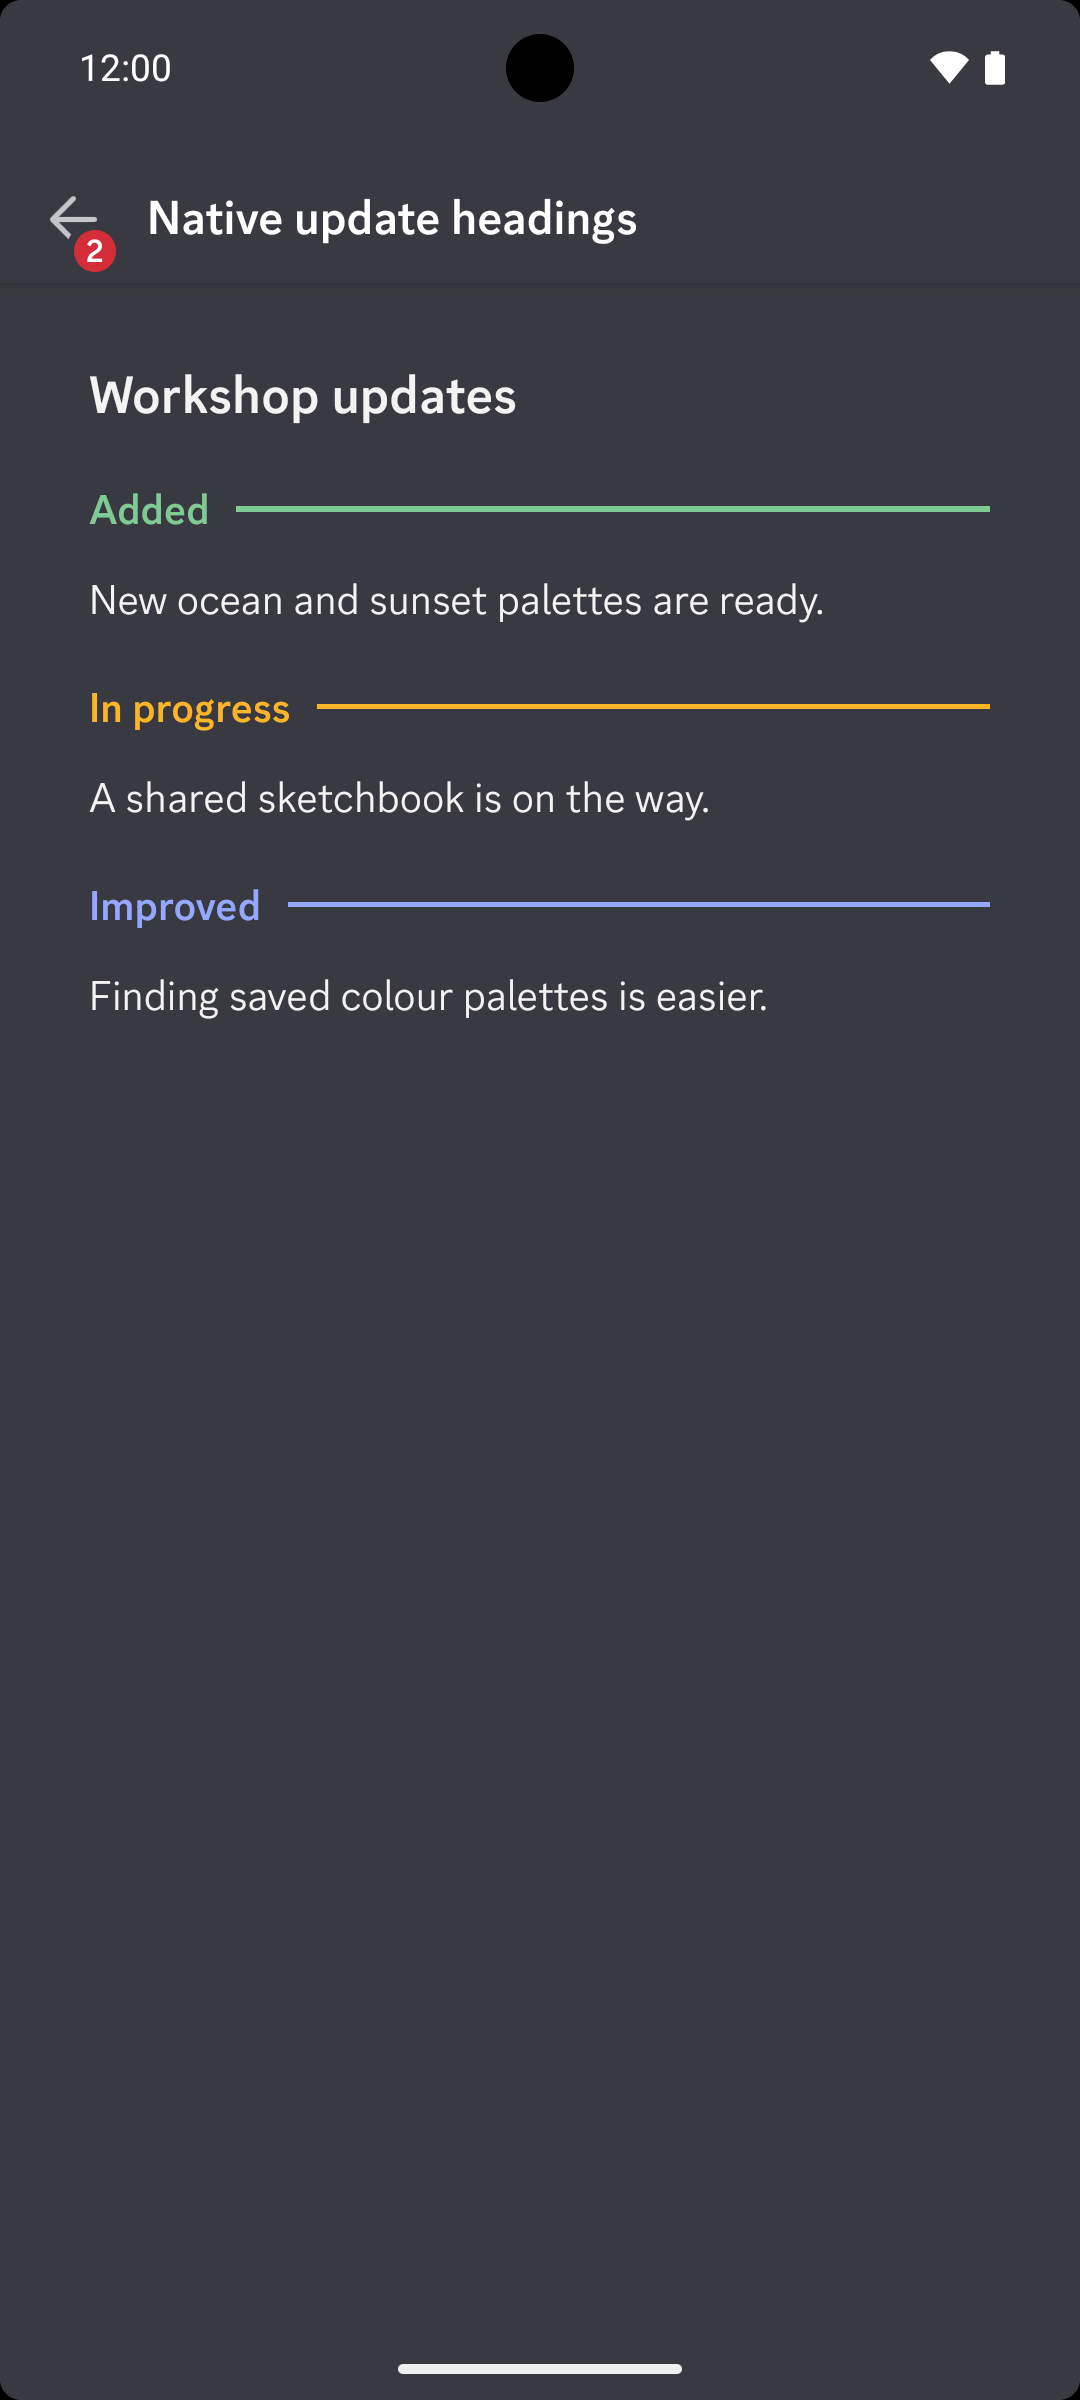 12:00
Native update headings
2
Workshop updates
Added
New ocean and sunset palettes are ready.
In progress
A shared sketchbook is on the way.
Improved
Finding saved colour palettes is easier.